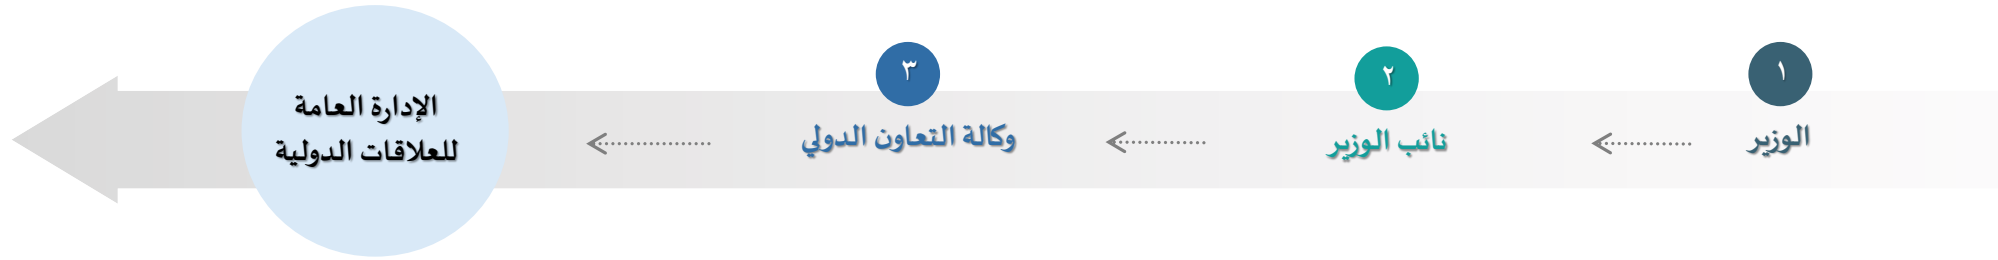 ١
الوزير
٢
نائب الوزير
٣
وكالة التعاون الدولي
الإدارة العامة
للعلاقات الدولية